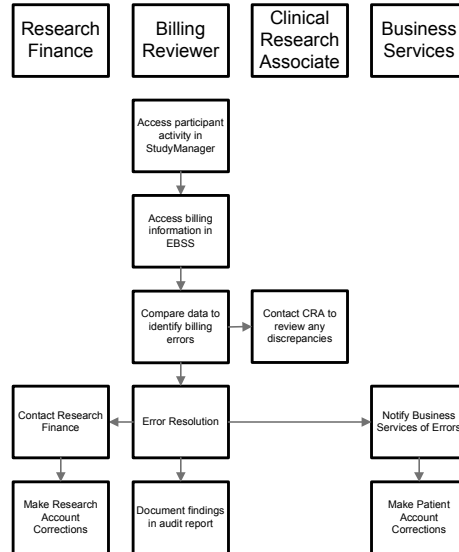 Research
Finance
Billing
Reviewer
Clinical
Research
Associate
Business
Services
Access participant
activity in
StudyManager
Access billing
information in
EBSS
Compare data to
identify billing
errors
Contact CRA to
review any
discrepancies
Contact Research
Finance
Error Resolution
Notify Business
Services of Errors
Make Research
Account
Corrections
Document findings
in audit report
Make Patient
Account
Corrections